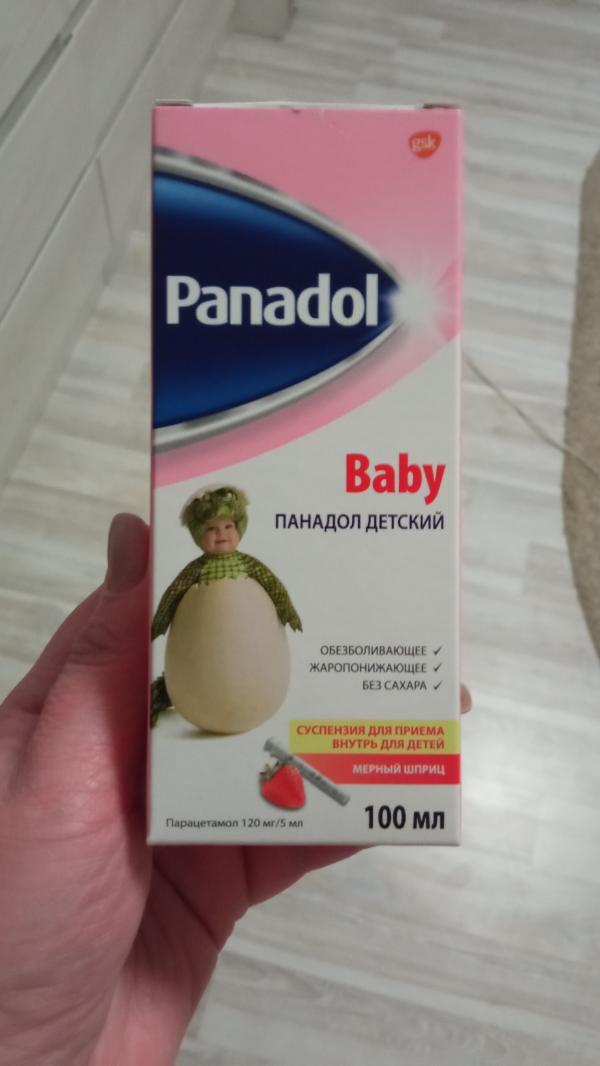 gsk
Panadol
Baby
ПАНАДОЛ ДЕТСКИЙ
ОБЕЗБОЛИВАЮЩЕЕ ✓
ЖАРОПОНИЖАЮЩЕЕ ✓
БЕЗ САХАРА ✓
СУСПЕНЗИЯ ДЛЯ ПРИЕМА
ВНУТРЬ ДЛЯ ДЕТЕЙ
МЕРНЫЙ ШПРИЦ
Парацетамол 120 мг/5 мл
100 мл